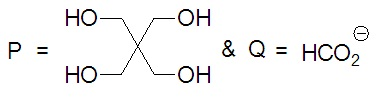 HO OH
P = & Q = HCO₂⊖
HO OH